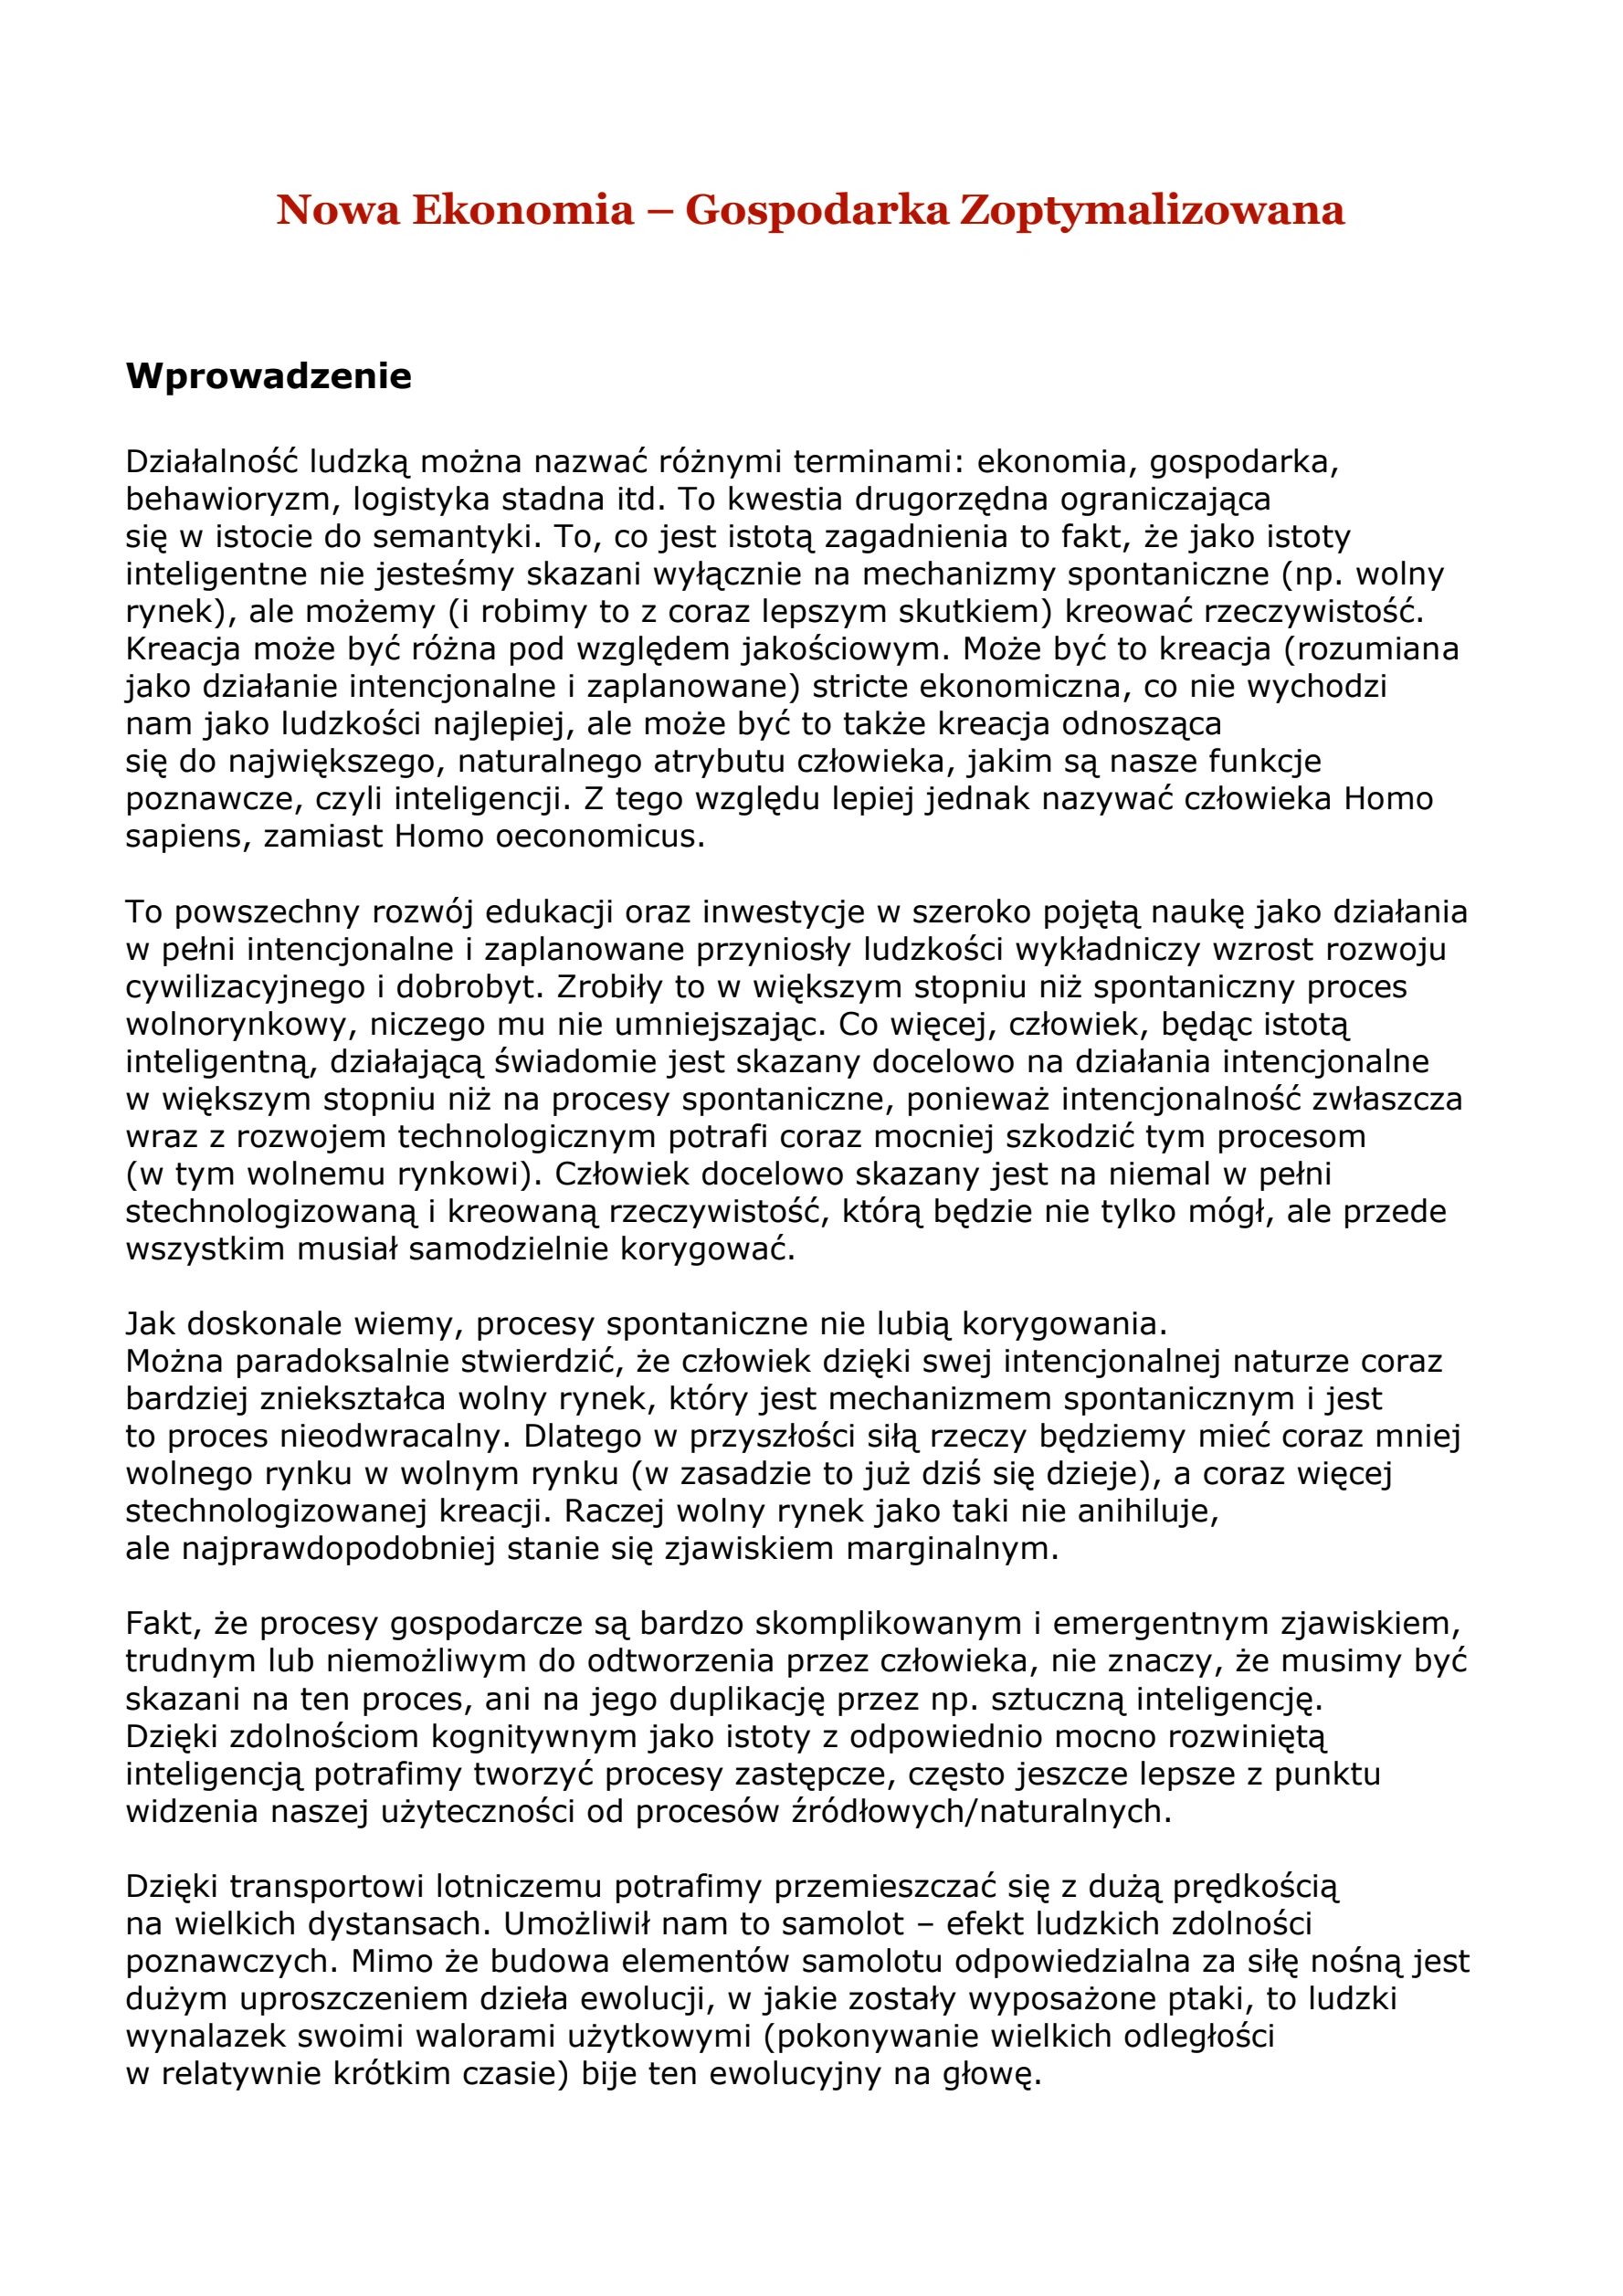 Nowa Ekonomia – Gospodarka Zoptymalizowana
Wprowadzenie
Działalność ludzką można nazwać różnymi terminami: ekonomia, gospodarka,
behawioryzm, logistyka stadna itd. To kwestia drugorzędna ograniczająca
się w istocie do semantyki. To, co jest istotą zagadnienia to fakt, że jako istoty
inteligentne nie jesteśmy skazani wyłącznie na mechanizmy spontaniczne (np. wolny
rynek), ale możemy (i robimy to z coraz lepszym skutkiem) kreować rzeczywistość.
Kreacja może być różna pod względem jakościowym. Może być to kreacja (rozumiana
jako działanie intencjonalne i zaplanowane) stricte ekonomiczna, co nie wychodzi
nam jako ludzkości najlepiej, ale może być to także kreacja odnosząca
się do największego, naturalnego atrybutu człowieka, jakim są nasze funkcje
poznawcze, czyli inteligencji. Z tego względu lepiej jednak nazywać człowieka Homo
sapiens, zamiast Homo oeconomicus.
To powszechny rozwój edukacji oraz inwestycje w szeroko pojętą naukę jako działania
w pełni intencjonalne i zaplanowane przyniosły ludzkości wykładniczy wzrost rozwoju
cywilizacyjnego i dobrobyt. Zrobiły to w większym stopniu niż spontaniczny proces
wolnorynkowy, niczego mu nie umniejszając. Co więcej, człowiek, będąc istotą
inteligentną, działającą świadomie jest skazany docelowo na działania intencjonalne
w większym stopniu niż na procesy spontaniczne, ponieważ intencjonalność zwłaszcza
wraz z rozwojem technologicznym potrafi coraz mocniej szkodzić tym procesom
(w tym wolnemu rynkowi). Człowiek docelowo skazany jest na niemal w pełni
stechnologizowaną i kreowaną rzeczywistość, którą będzie nie tylko mógł, ale przede
wszystkim musiał samodzielnie korygować.
Jak doskonale wiemy, procesy spontaniczne nie lubią korygowania.
Można paradoksalnie stwierdzić, że człowiek dzięki swej intencjonalnej naturze coraz
bardziej zniekształca wolny rynek, który jest mechanizmem spontanicznym i jest
to proces nieodwracalny. Dlatego w przyszłości siłą rzeczy będziemy mieć coraz mniej
wolnego rynku w wolnym rynku (w zasadzie to już dziś się dzieje), a coraz więcej
stechnologizowanej kreacji. Raczej wolny rynek jako taki nie anihiluje,
ale najprawdopodobniej stanie się zjawiskiem marginalnym.
Fakt, że procesy gospodarcze są bardzo skomplikowanym i emergentnym zjawiskiem,
trudnym lub niemożliwym do odtworzenia przez człowieka, nie znaczy, że musimy być
skazani na ten proces, ani na jego duplikację przez np. sztuczną inteligencję.
Dzięki zdolnościom kognitywnym jako istoty z odpowiednio mocno rozwiniętą
inteligencją potrafimy tworzyć procesy zastępcze, często jeszcze lepsze z punktu
widzenia naszej użyteczności od procesów źródłowych/naturalnych.
Dzięki transportowi lotniczemu potrafimy przemieszczać się z dużą prędkością
na wielkich dystansach. Umożliwił nam to samolot – efekt ludzkich zdolności
poznawczych. Mimo że budowa elementów samolotu odpowiedzialna za siłę nośną jest
dużym uproszczeniem dzieła ewolucji, w jakie zostały wyposażone ptaki, to ludzki
wynalazek swoimi walorami użytkowymi (pokonywanie wielkich odległości
w relatywnie krótkim czasie) bije ten ewolucyjny na głowę.